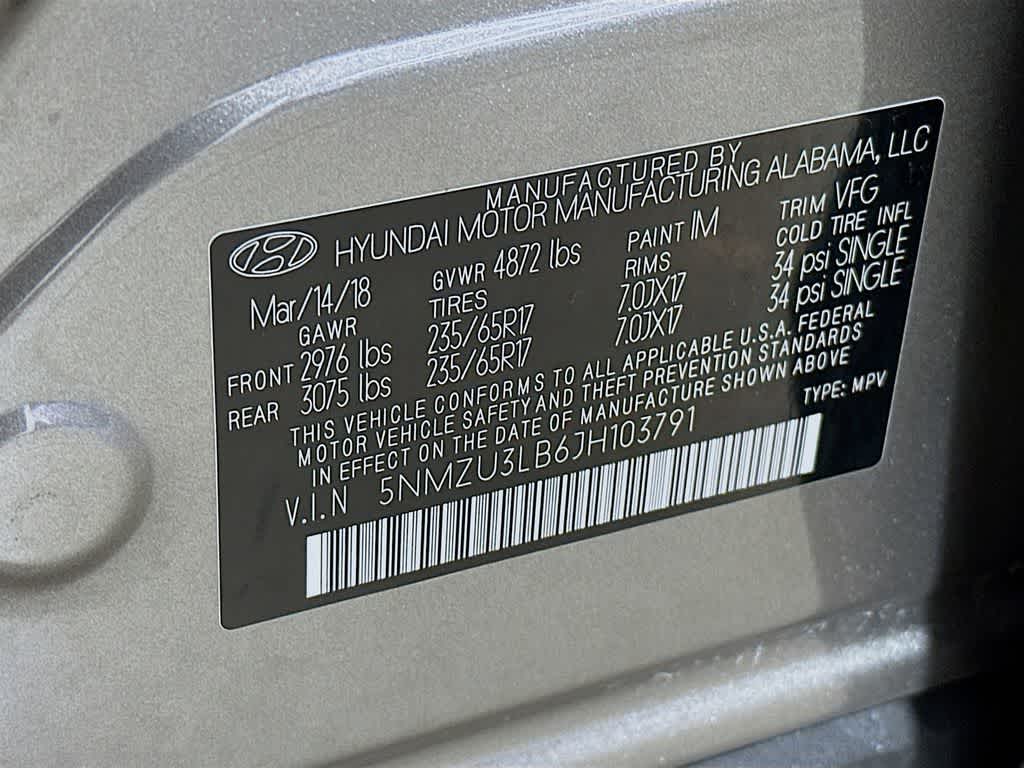 MANUFACTURED BY
HYUNDAI MOTOR MANUFACTURING ALABAMA, LLC
Mar/14/18 GVWR 4872 lbs PAINT IM TRIM VFG
GAWR TIRES RIMS COLD TIRE INFL
FRONT 2976 lbs 235/65R17 7.0JX17 34 psi SINGLE
REAR 3075 lbs 235/65R17 7.0JX17 34 psi SINGLE
THIS VEHICLE CONFORMS TO ALL APPLICABLE U.S.A. FEDERAL
MOTOR VEHICLE SAFETY AND THEFT PREVENTION STANDARDS
IN EFFECT ON THE DATE OF MANUFACTURE SHOWN ABOVE
V.I.N 5NMZU3LB6JH103791 TYPE: MPV